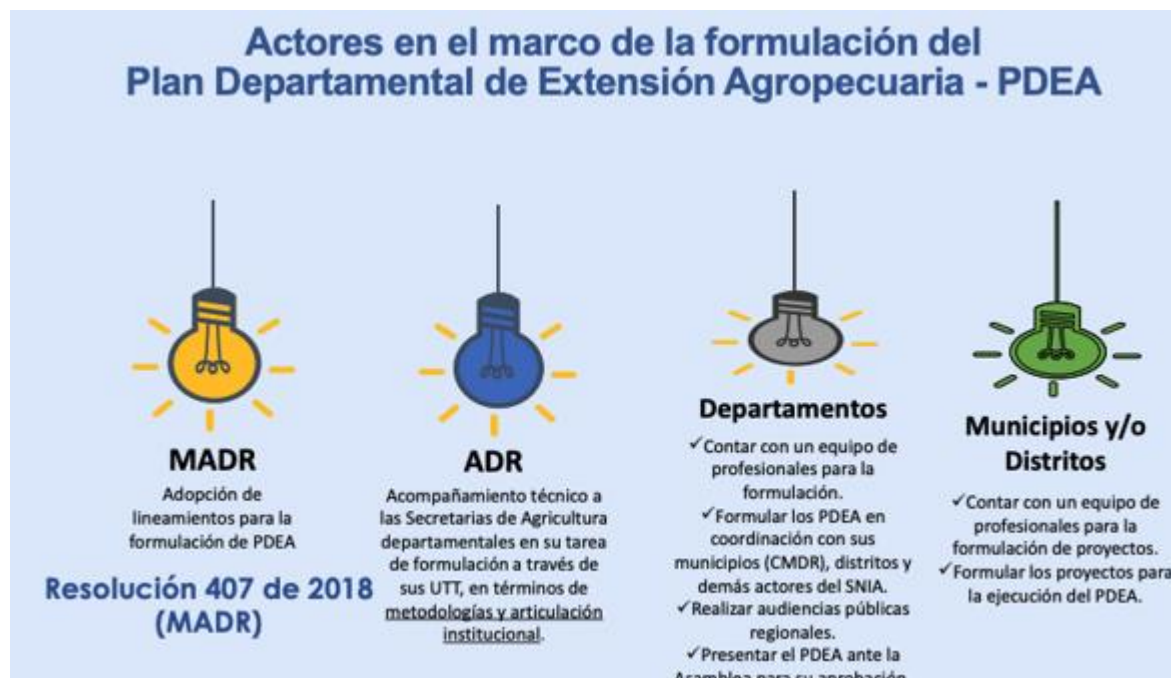 Actores en el marco de la formulación del
Plan Departamental de Extensión Agropecuaria - PDEA
MADR
Adopción de
lineamientos para la
formulación de PDEA
Resolución 407 de 2018
(MADR)
ADR
Acompañamiento técnico a
las Secretarias de Agricultura
departamentales en su tarea
de formulación a través de
sus UTT, en términos de
metodologías y articulación
institucional.
Departamentos
✓Contar con un equipo de
profesionales para la
formulación.
✓Formular los PDEA en
coordinación con sus
municipios (CMDR), distritos y
demás actores del SNIA.
✓Realizar audiencias públicas
regionales.
✓Presentar el PDEA ante la
Asamblea para su aprobación
Municipios y/o
Distritos
✓Contar con un equipo de
profesionales para la
formulación de proyectos.
✓Formular los proyectos para
la ejecución del PDEA.